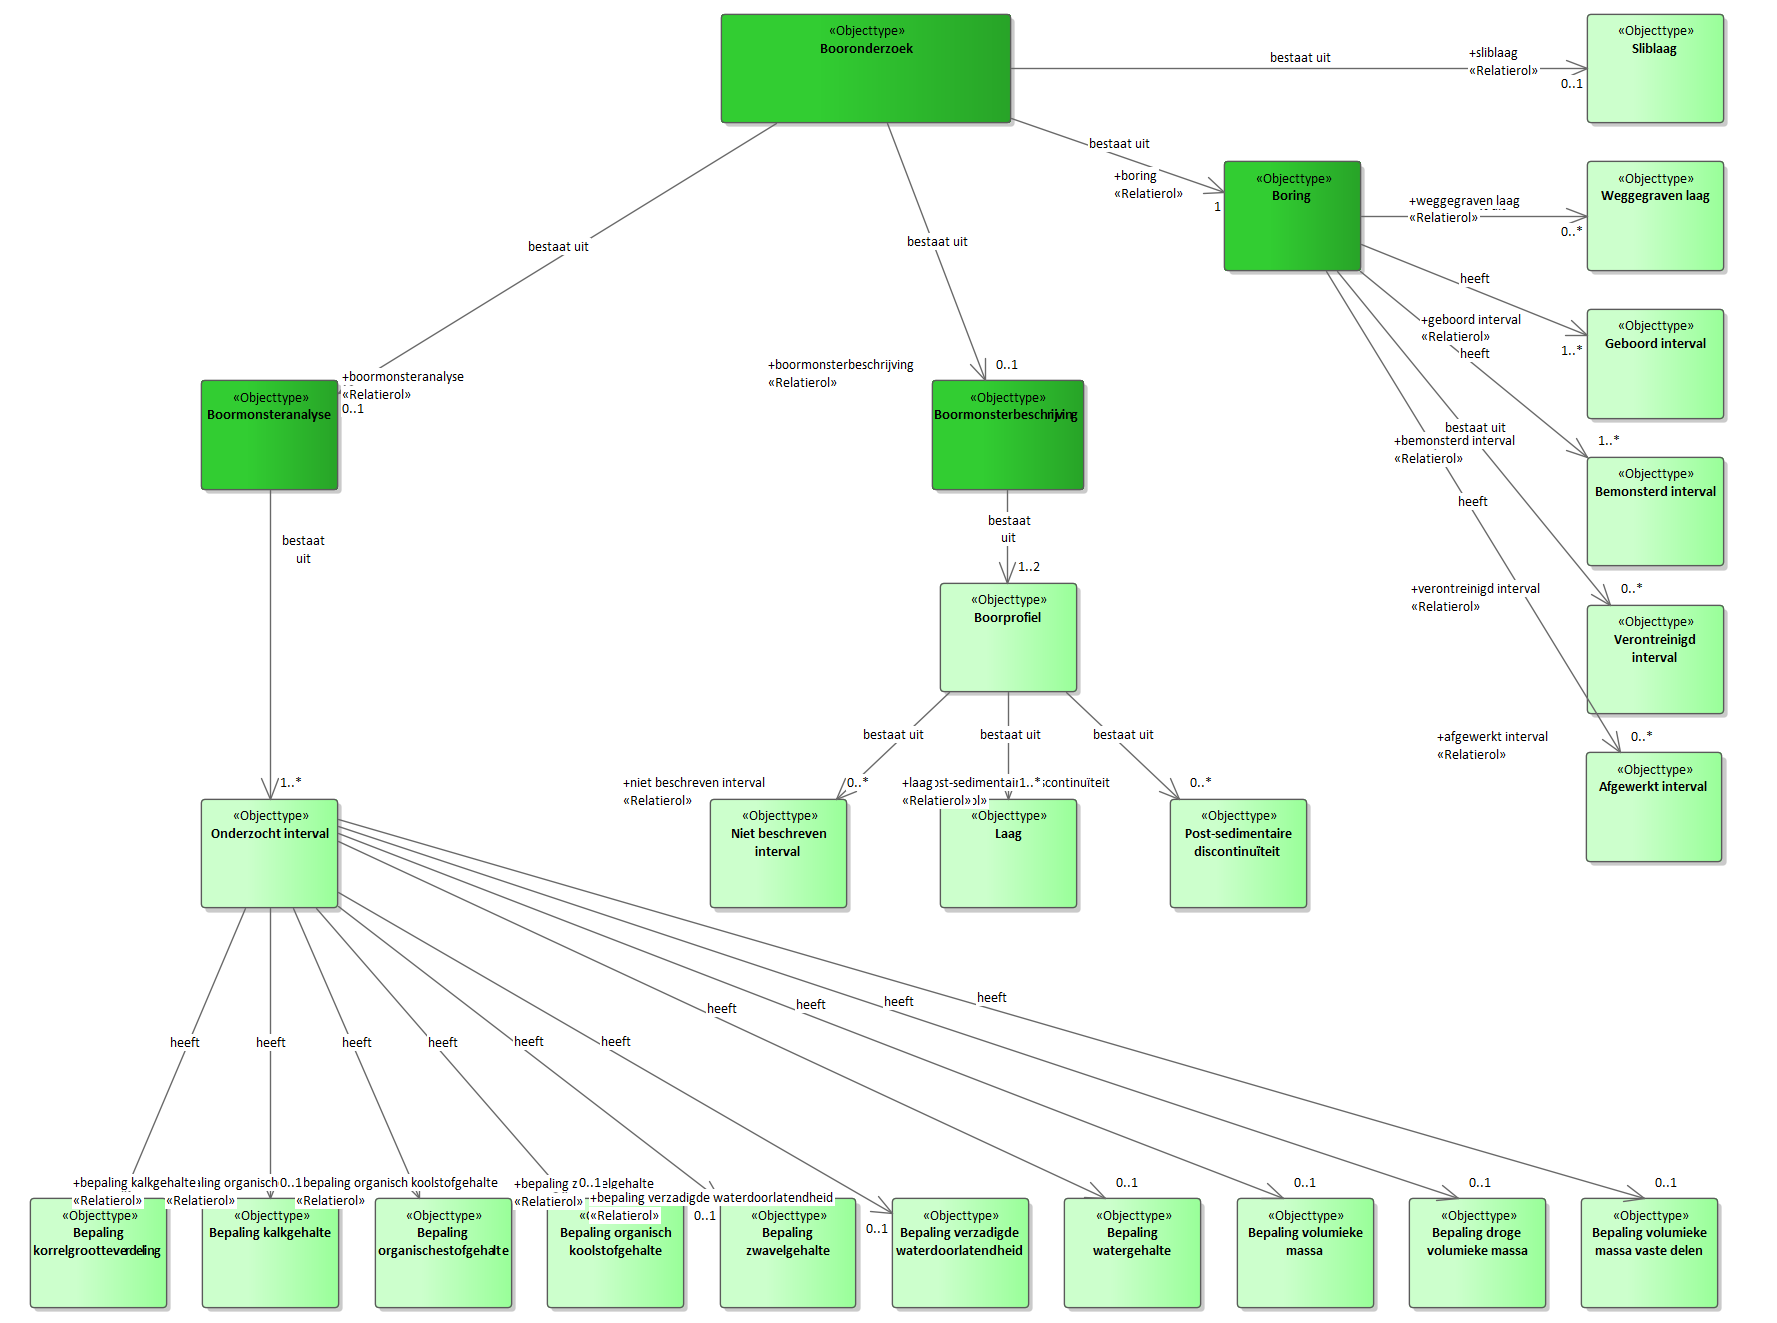 «Objecttype»
Booronderzoek
«Objecttype»
Sliblaag
bestaat uit
+sliblaag
«Relatierol»
0..1
bestaat uit
+boring
«Relatierol»
1
«Objecttype»
Boring
+weggegraven laag
«Relatierol»
0..*
«Objecttype»
Weggegraven laag
bestaat uit
bestaat uit
heeft
+geboord interval
«Relatierol»
1..*
«Objecttype»
Geboord interval
heeft
+boormonsteranalyse
«Relatierol»
0..1
+boormonsterbeschrijving
«Relatierol»
0..1
«Objecttype»
Boormonsteranalyse
«Objecttype»
Boormonsterbeschrijving
bestaat uit
+bemonsterd interval
«Relatierol»
1..*
«Objecttype»
Bemonsterd interval
heeft
bestaat
uit
bestaat
uit
1..2
«Objecttype»
Boorprofiel
+verontreinigd interval
«Relatierol»
0..*
«Objecttype»
Verontreinigd
interval
bestaat uit
bestaat uit
bestaat uit
+afgewerkt interval
«Relatierol»
0..*
«Objecttype»
Afgewerkt interval
1..*
+niet beschreven interval
«Relatierol»
0..*
+laag
«Relatierol»
1..*
0..*
«Objecttype»
Onderzocht interval
«Objecttype»
Niet beschreven
interval
«Objecttype»
Laag
«Objecttype»
Post-sedimentaire
discontinuïteit
heeft
heeft
heeft
heeft
heeft
heeft
heeft
heeft
heeft
heeft
+bepaling kalkgehalte
«Relatierol»
«Relatierol»
0..1
bepaling organisch koolstofgehalte
«Relatierol»
+bepaling
«Relatierol»
0..1
+bepaling verzadigde waterdoorlatendheid
«Relatierol»
0..1
0..1
0..1
0..1
0..1
0..1
«Objecttype»
Bepaling
korrelgrootteverdeling
«Objecttype»
Bepaling kalkgehalte
«Objecttype»
Bepaling
organischestofgehalte
Bepaling organisch
koolstofgehalte
«Objecttype»
Bepaling
zwavelgehalte
«Objecttype»
Bepaling verzadigde
waterdoorlatendheid
«Objecttype»
Bepaling
watergehalte
«Objecttype»
Bepaling volumieke
massa
«Objecttype»
Bepaling droge
volumieke massa
«Objecttype»
Bepaling volumieke
massa vaste delen